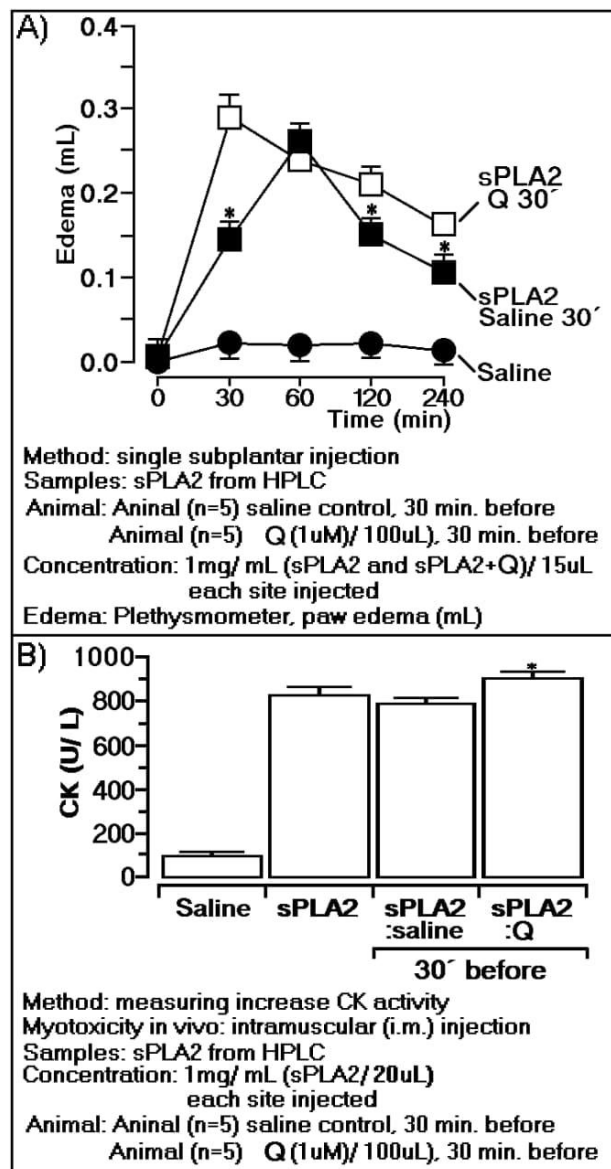 A)
0.4
0.3
0.2
0.1
0.0
Edema (mL)
*
*
*
sPLA2
Q 30´
sPLA2
Saline 30´
Saline
0 30 60 120 240
Time (min)
Method: single subplantar injection
Samples: sPLA2 from HPLC
Animal: Aninal (n=5) saline control, 30 min. before
Animal (n=5) Q (1uM)/ 100uL), 30 min. before
Concentration: 1mg/ mL (sPLA2 and sPLA2+Q)/ 15uL
each site injected
Edema: Plethysmometer, paw edema (mL)
B)
1000
800
600
400
200
0
CK (U/ L)
*
Saline sPLA2 sPLA2 sPLA2
:saline :Q
30´ before
Method: measuring increase CK activity
Myotoxicity in vivo: intramuscular (i.m.) injection
Samples: sPLA2 from HPLC
Concentration: 1mg/ mL (sPLA2/ 20uL)
each site injected
Animal: Aninal (n=5) saline control, 30 min. before
Animal (n=5) Q (1uM)/ 100uL), 30 min. before